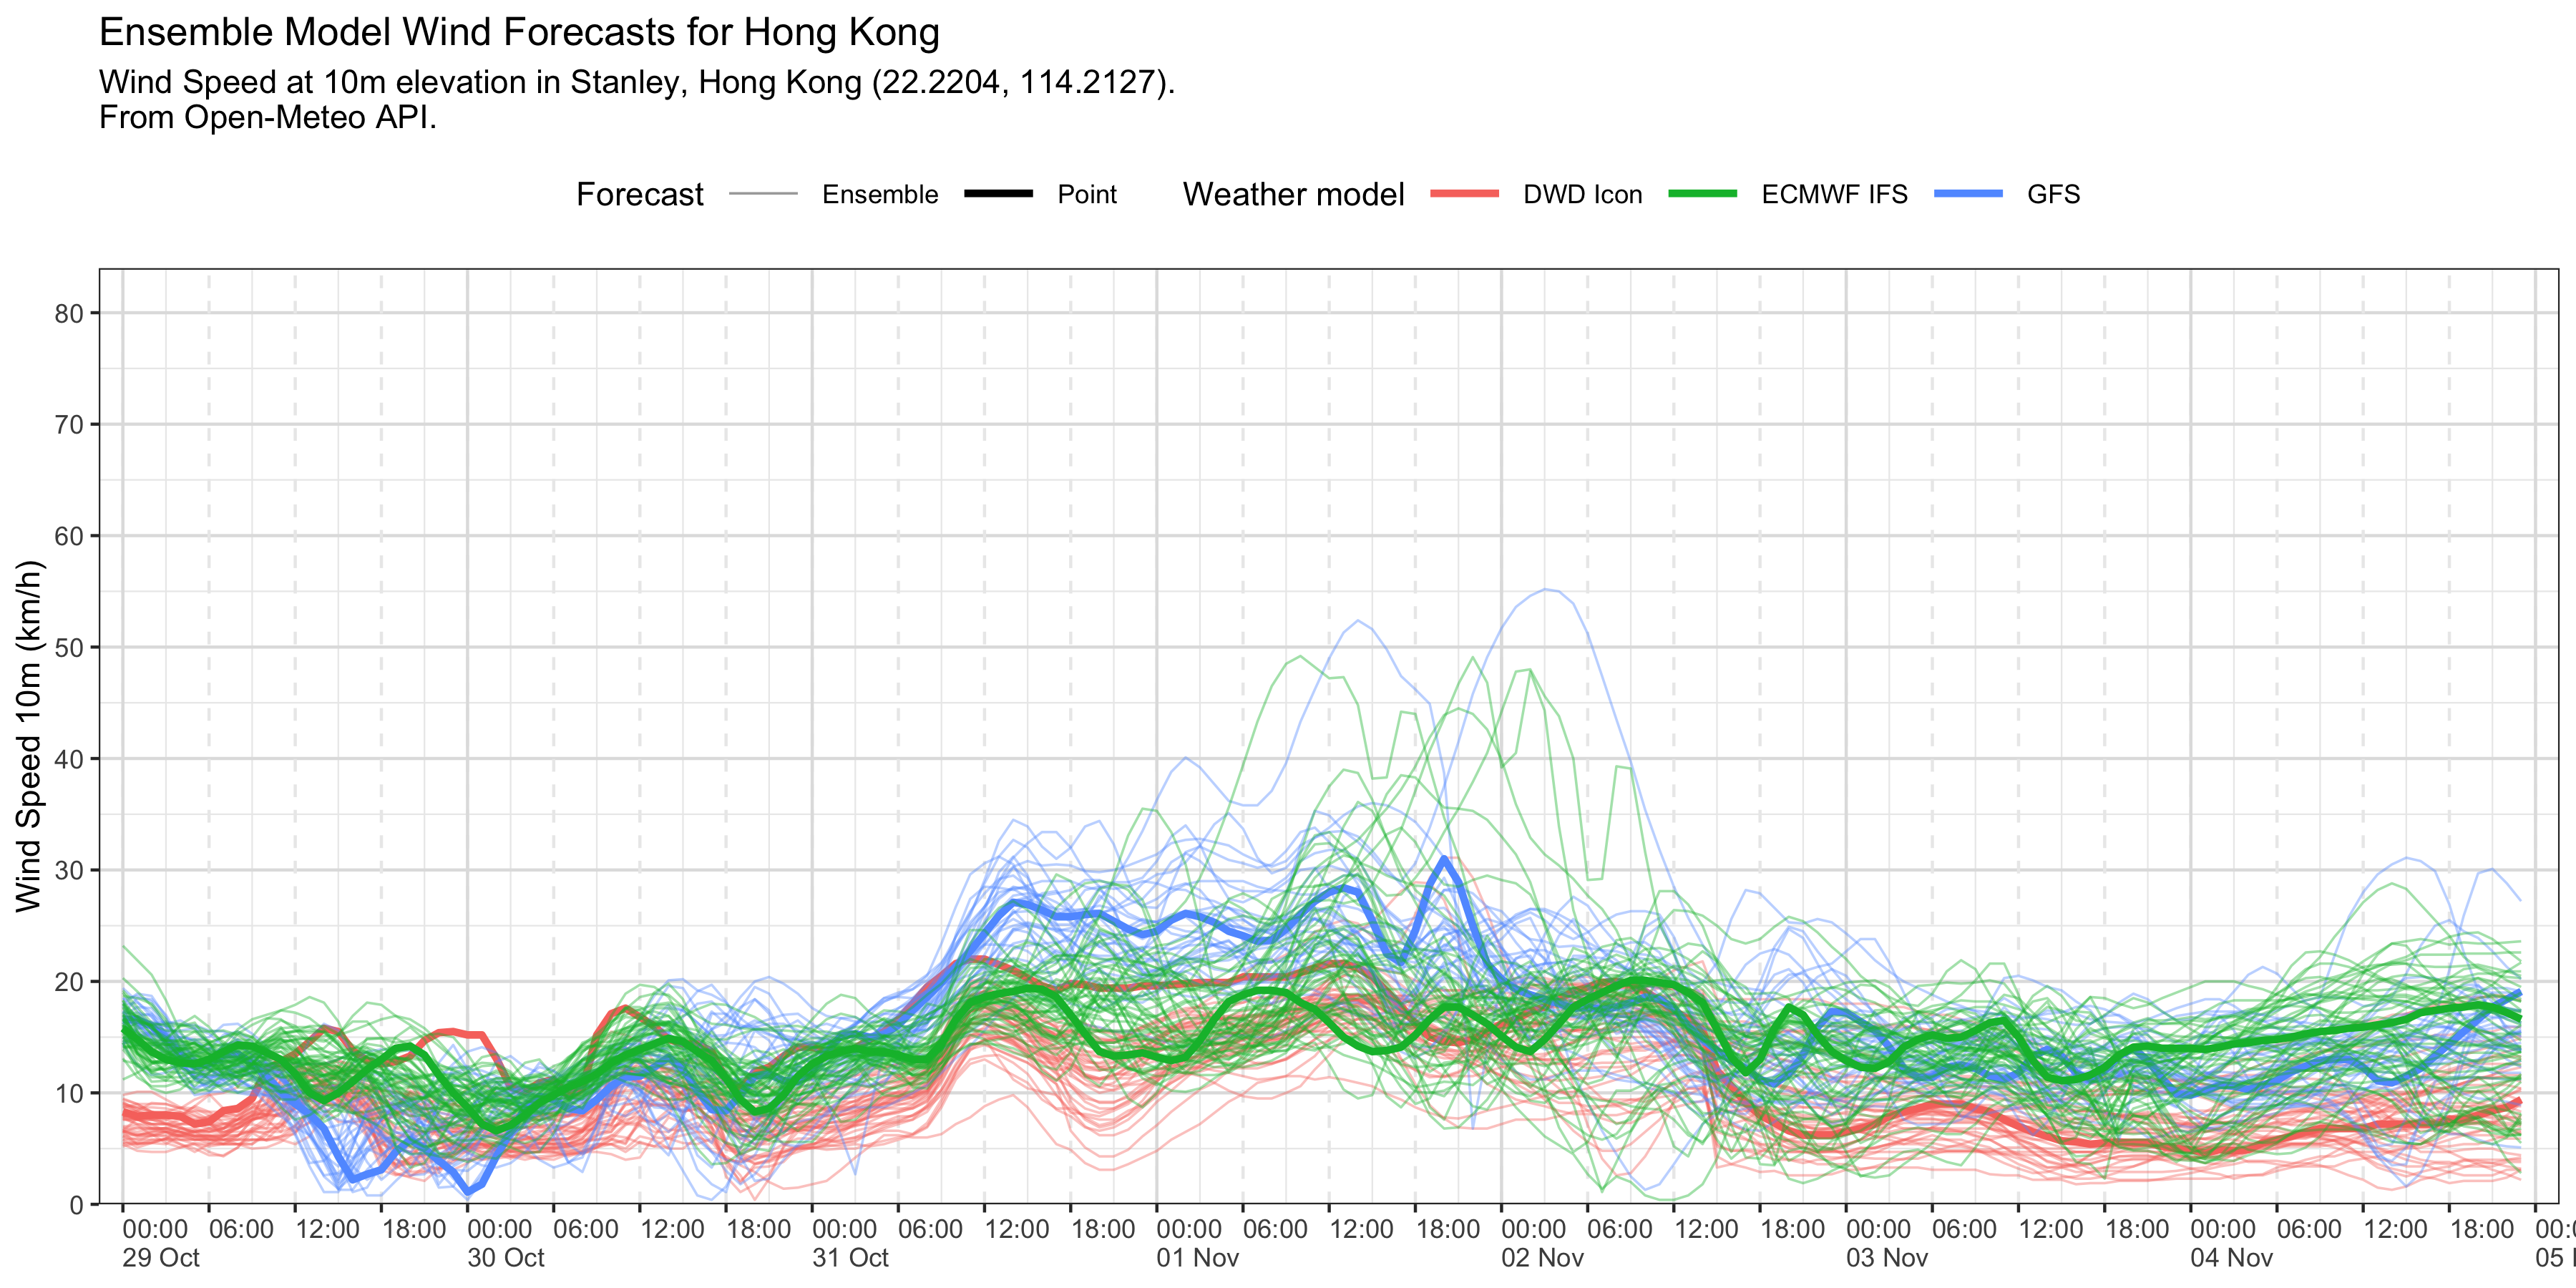 Ensemble Model Wind Forecasts for Hong Kong
Wind Speed at 10m elevation in Stanley, Hong Kong (22.2204, 114.2127).
From Open-Meteo API.
Forecast Ensemble Point Weather model DWD Icon ECMWF IFS GFS
Wind Speed 10m (km/h)
80
70
60
50
40
30
20
10
0
00:00 06:00 12:00 18:00 00:00 06:00 12:00 18:00 00:00 06:00 12:00 18:00 00:00 06:00 12:00 18:00 00:00 06:00 12:00 18:00 00:00 06:00 12:00 18:00 00:00 06:00 12:00 18:00
29 Oct 30 Oct 31 Oct 01 Nov 02 Nov 03 Nov 04 Nov 05